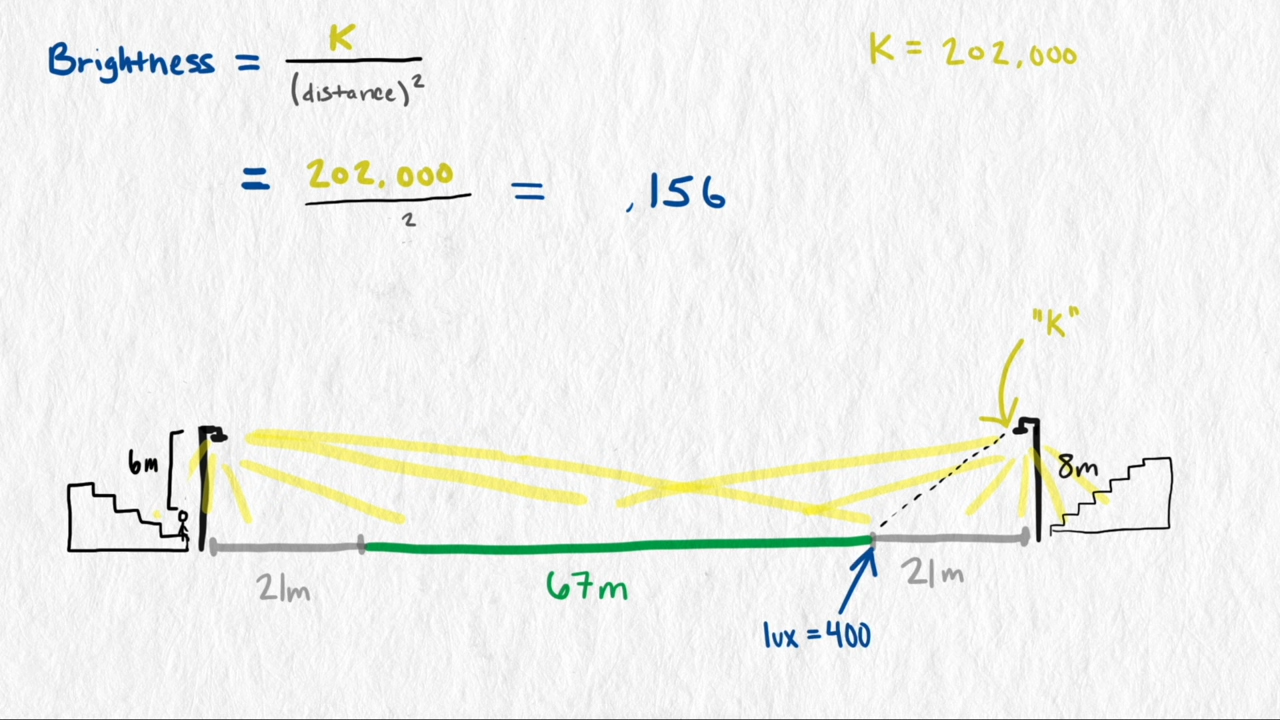 Brightness = K / (distance)²
K = 202,000
= 202,000 / ² = ,156
"K"
6m
8m
21m
67m
21m
lux = 400